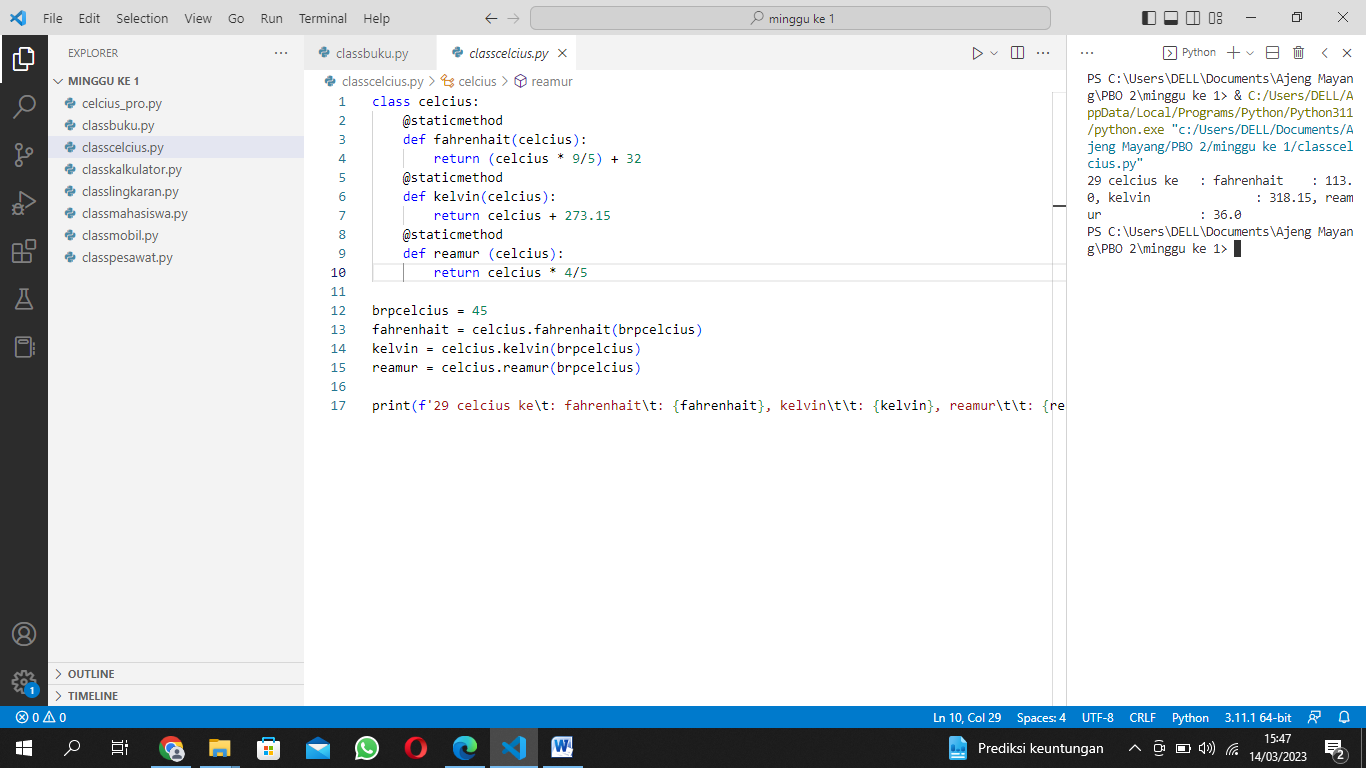 File Edit Selection View Go Run Terminal Help
minggu ke 1
EXPLORER
MINGGU KE 1
celcius_pro.py
classbuku.py
classcelcius.py
classkalkulator.py
classlingkaran.py
classmahasiswa.py
classmobil.py
classpesawat.py
OUTLINE
TIMELINE
1
classbuku.py classcelcius.py
classcelcius.py > celcius > reamur
1 class celcius:
2     @staticmethod
3     def fahrenhait(celcius):
4         return (celcius * 9/5) + 32
5     @staticmethod
6     def kelvin(celcius):
7         return celcius + 273.15
8     @staticmethod
9     def reamur (celcius):
10         return celcius * 4/5
11
12 brpcelcius = 45
13 fahrenhait = celcius.fahrenhait(brpcelcius)
14 kelvin = celcius.kelvin(brpcelcius)
15 reamur = celcius.reamur(brpcelcius)
16
17 print(f'29 celcius ke\t: fahrenhait\t: {fahrenhait}, kelvin\t\t: {kelvin}, reamur\t\t: {re
Python
PS C:\Users\DELL\Documents\Ajeng Mayan
g\PBO 2\minggu ke 1> & C:/Users/DELL/A
ppData/Local/Programs/Python/Python311
/python.exe "c:/Users/DELL/Documents/A
jeng Mayang/PBO 2/minggu ke 1/classcel
cius.py"
29 celcius ke   : fahrenhait    : 113.
0, kelvin               : 318.15, ream
ur              : 36.0
PS C:\Users\DELL\Documents\Ajeng Mayan
g\PBO 2\minggu ke 1>
0 0
Ln 10, Col 29 Spaces: 4 UTF-8 CRLF Python 3.11.1 64-bit
Prediksi keuntungan
15:47
14/03/2023
2